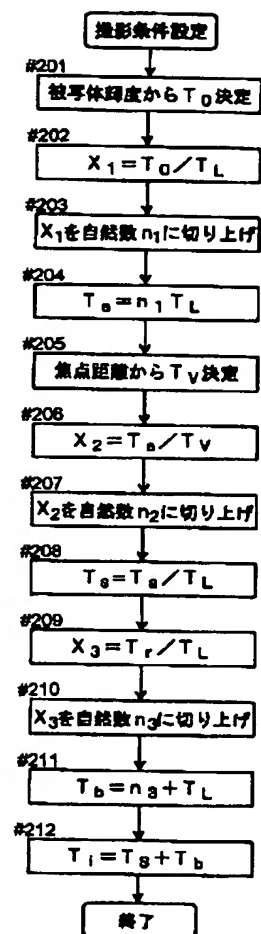 撮影条件設定
#201
被写体輝度からT0決定
#202
X1=T0/TL
#203
X1を自然数n1に切り上げ
#204
Ta=n1TL
#205
焦点距離からTV決定
#206
X2=Ta/TV
#207
X2を自然数n2に切り上げ
#208
TS=Ta/TL
#209
X3=Tr/TL
#210
X3を自然数n3に切り上げ
#211
Tb=n3+TL
#212
Ti=TS+Tb
終了